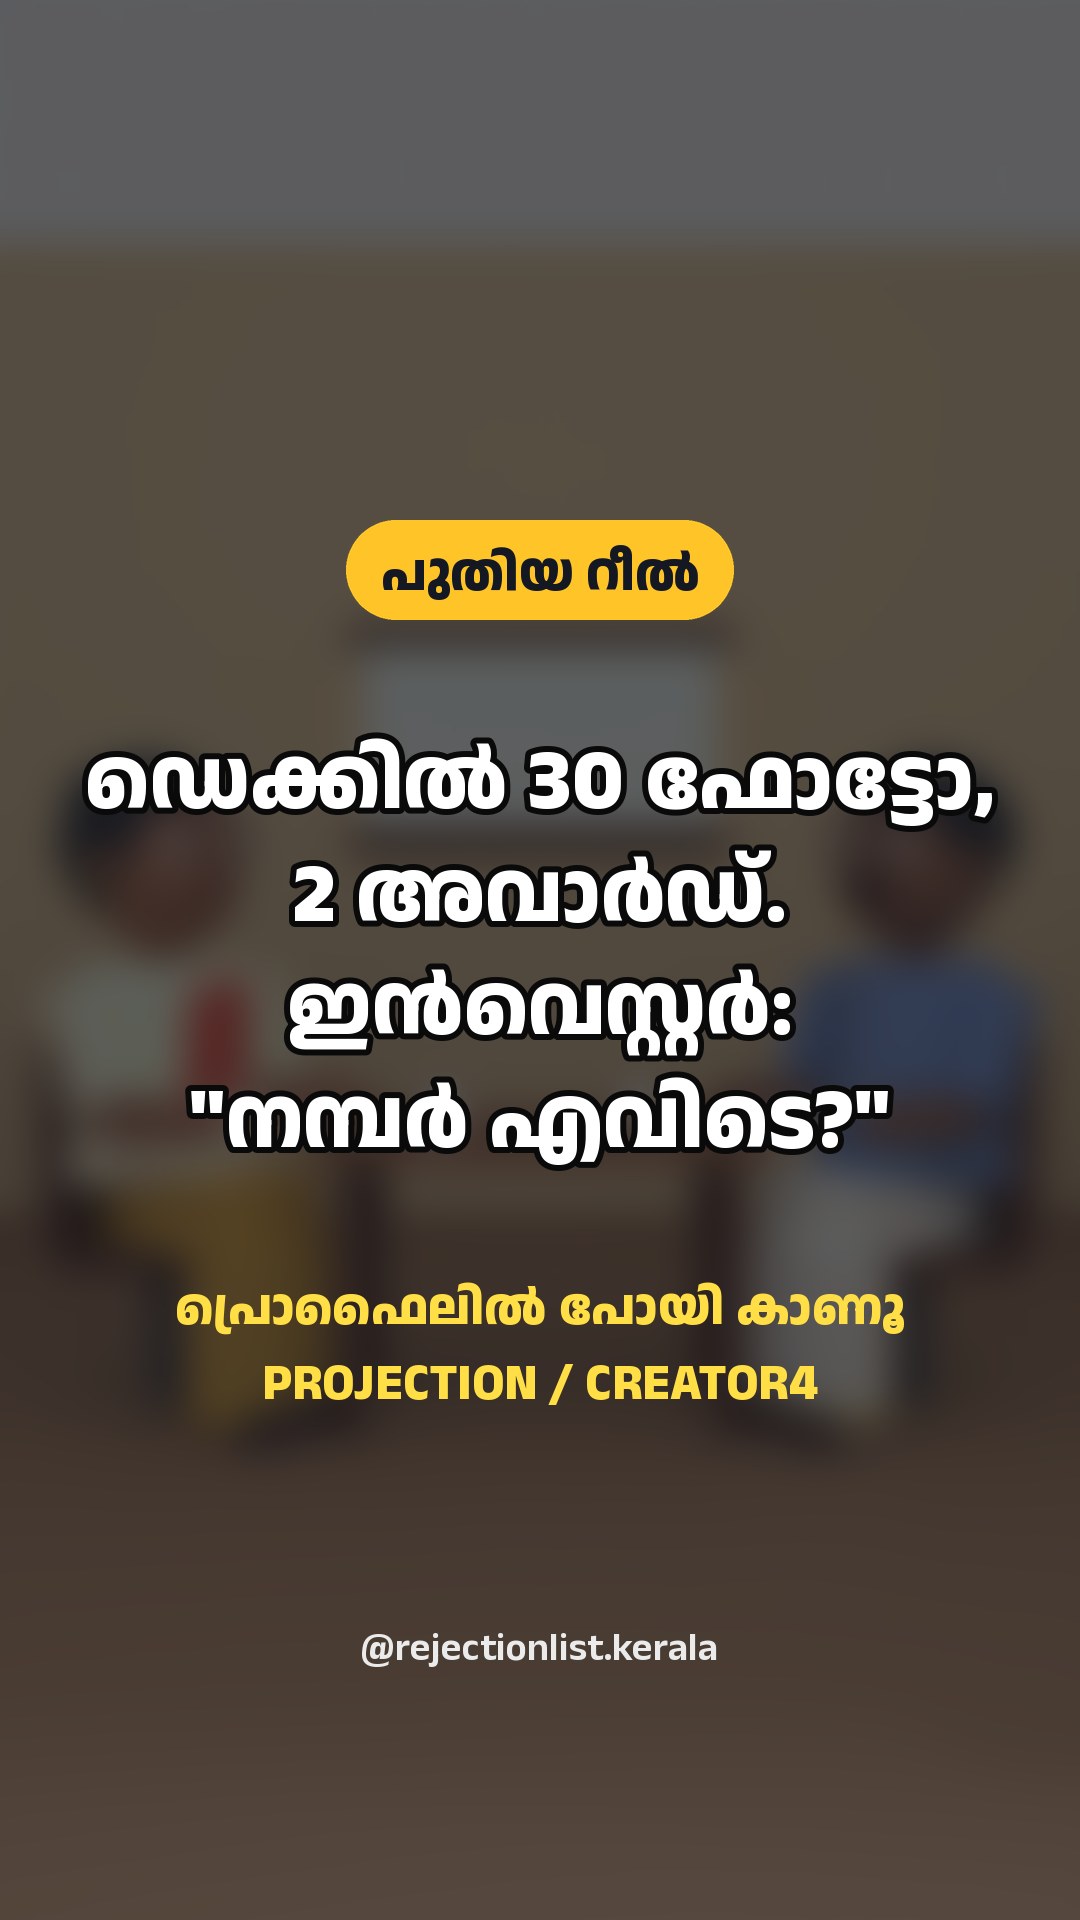 പുതിയ റീൽ
ഡെക്കിൽ 30 ഫോട്ടോ,
2 അവാർഡ്.
ഇൻവെസ്റ്റർ:
"നമ്പർ എവിടെ?"
പ്രൊഫൈലിൽ പോയി കാണൂ
PROJECTION / CREATOR4
@rejectionlist.kerala